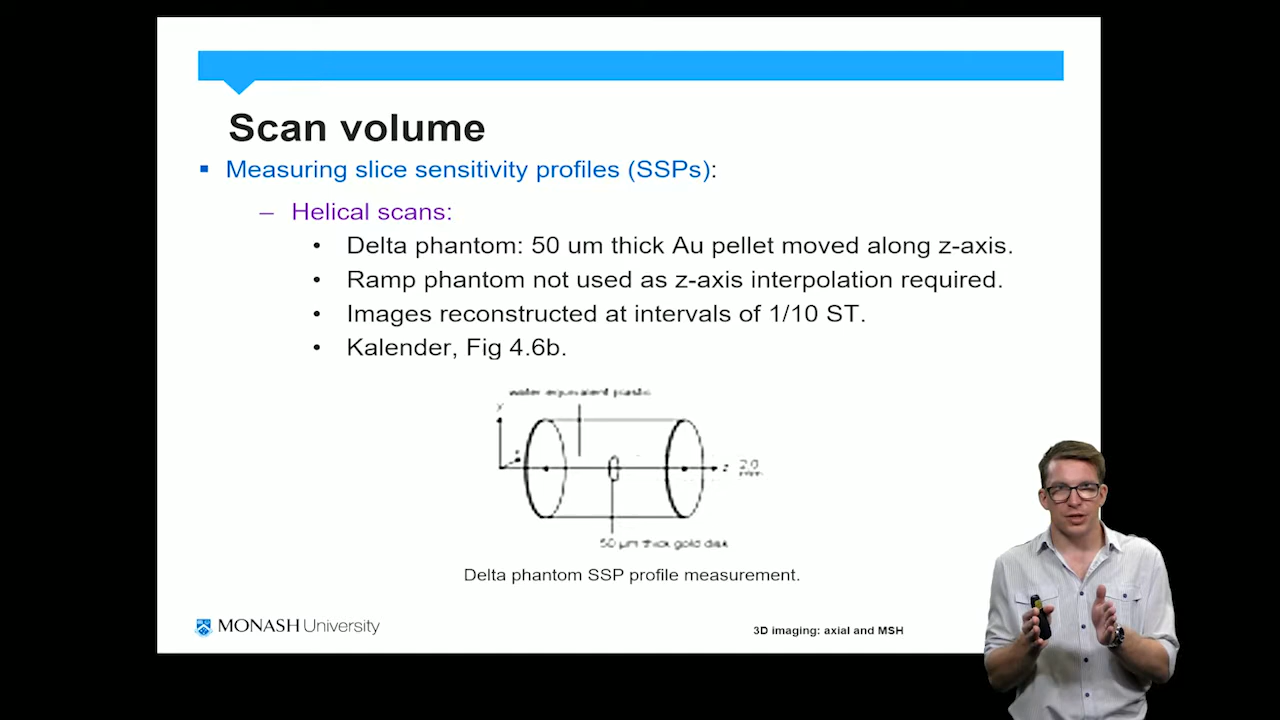 Scan volume
Measuring slice sensitivity profiles (SSPs):
– Helical scans:
• Delta phantom: 50 um thick Au pellet moved along z-axis.
• Ramp phantom not used as z-axis interpolation required.
• Images reconstructed at intervals of 1/10 ST.
• Kalender, Fig 4.6b.
water equivalent plastic
y
z
50 µm thick gold disk
Delta phantom SSP profile measurement.
MONASH University
3D imaging: axial and MSH